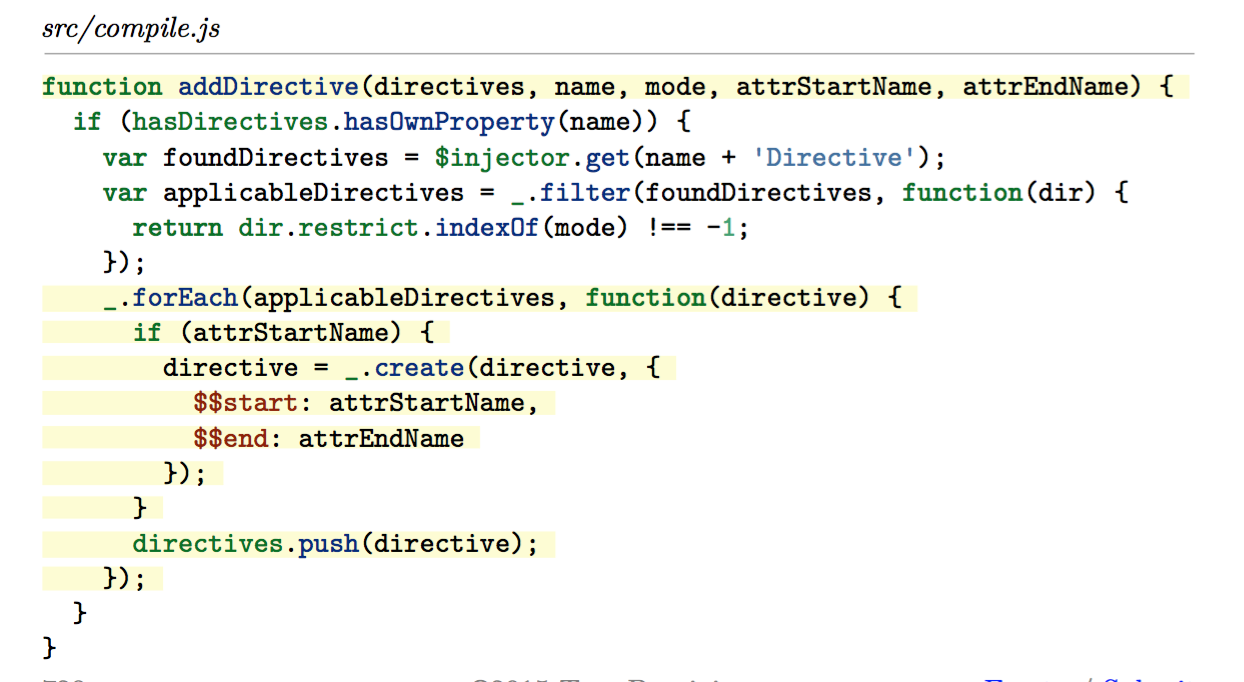 src/compile.js
function addDirective(directives, name, mode, attrStartName, attrEndName) {
  if (hasDirectives.hasOwnProperty(name)) {
    var foundDirectives = $injector.get(name + 'Directive');
    var applicableDirectives = _.filter(foundDirectives, function(dir) {
      return dir.restrict.indexOf(mode) !== -1;
    });
    _.forEach(applicableDirectives, function(directive) {
      if (attrStartName) {
        directive = _.create(directive, {
          $$start: attrStartName,
          $$end: attrEndName
        });
      }
      directives.push(directive);
    });
  }
}